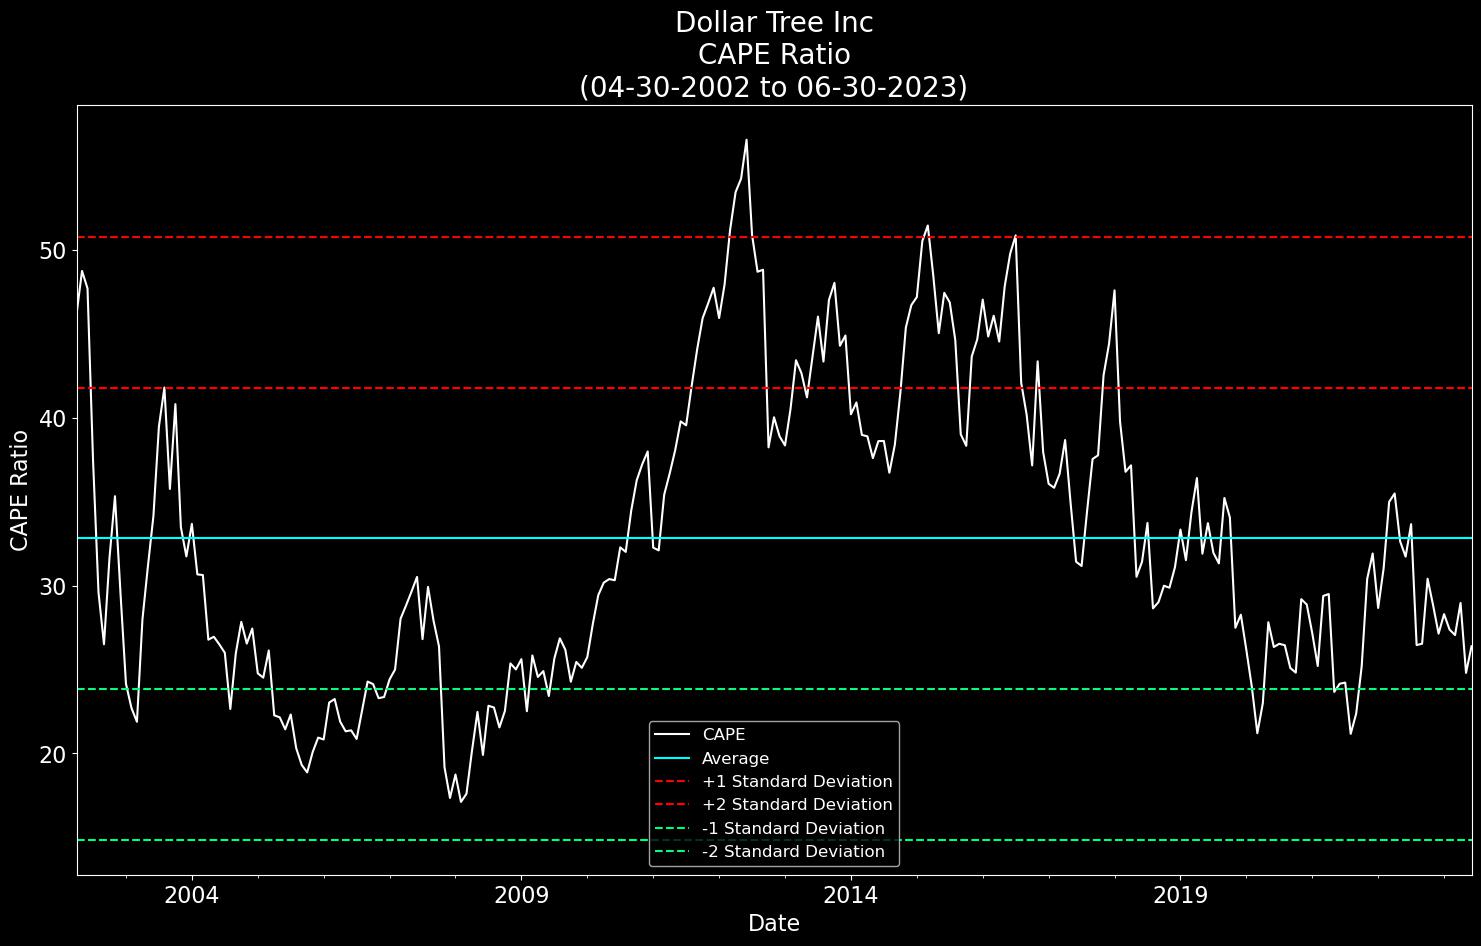 Dollar Tree Inc
CAPE Ratio
(04-30-2002 to 06-30-2023)
CAPE Ratio
50
40
30
20
CAPE
Average
+1 Standard Deviation
+2 Standard Deviation
-1 Standard Deviation
-2 Standard Deviation
2004 2009 2014 2019
Date